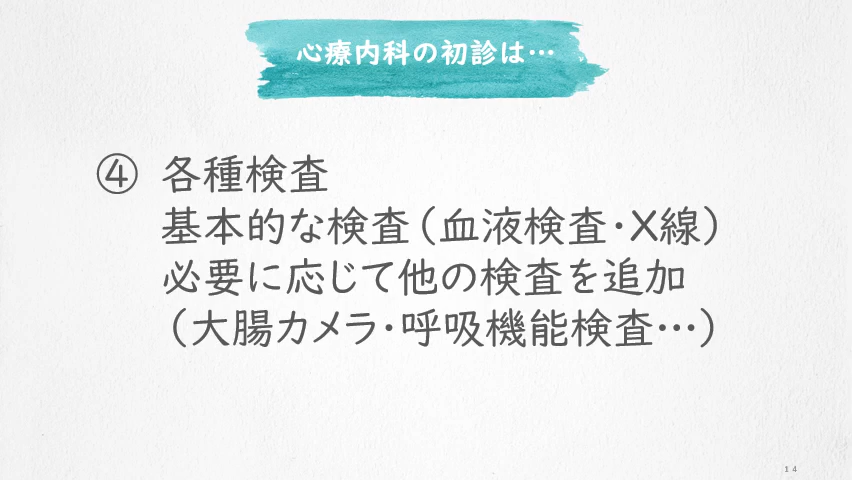 心療内科の初診は…
④ 各種検査
基本的な検査（血液検査・X線）
必要に応じて他の検査を追加
（大腸カメラ・呼吸機能検査…）
14